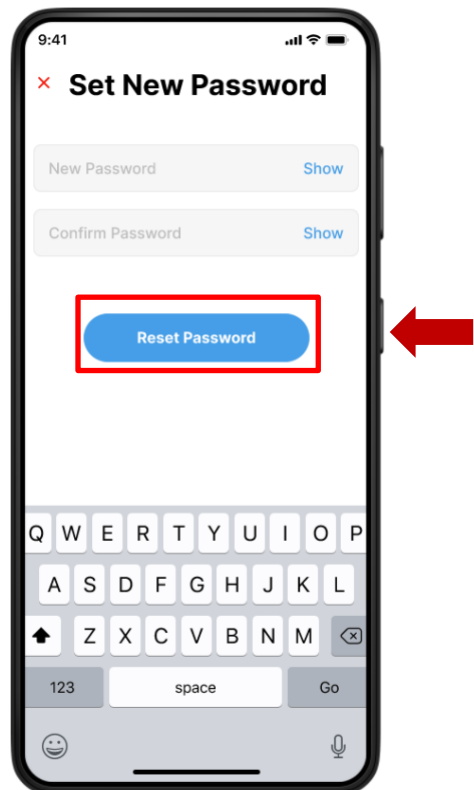 9:41
× Set New Password
New Password Show
Confirm Password Show
Reset Password
Q W E R T Y U I O P
A S D F G H J K L
Z X C V B N M
123 space Go